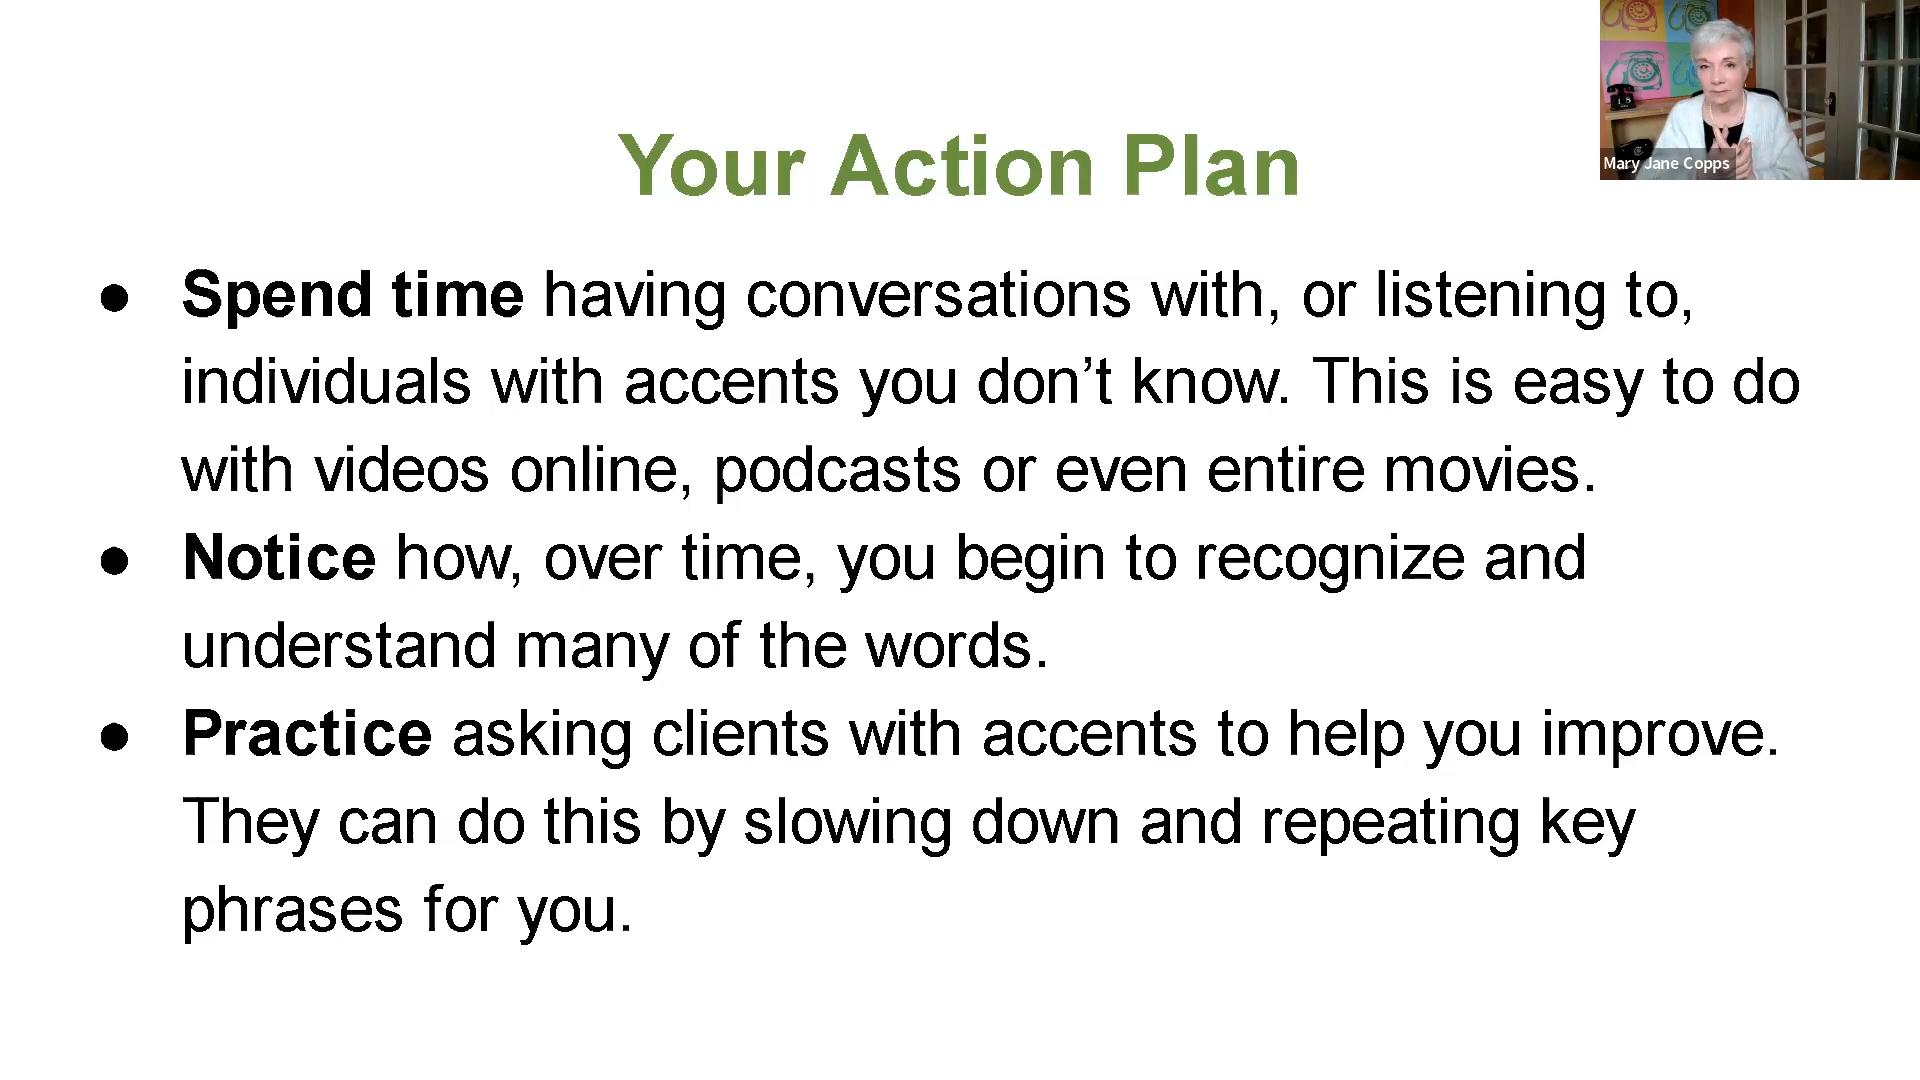 Your Action Plan
Mary Jane Copps
● Spend time having conversations with, or listening to,
individuals with accents you don’t know. This is easy to do
with videos online, podcasts or even entire movies.
● Notice how, over time, you begin to recognize and
understand many of the words.
● Practice asking clients with accents to help you improve.
They can do this by slowing down and repeating key
phrases for you.